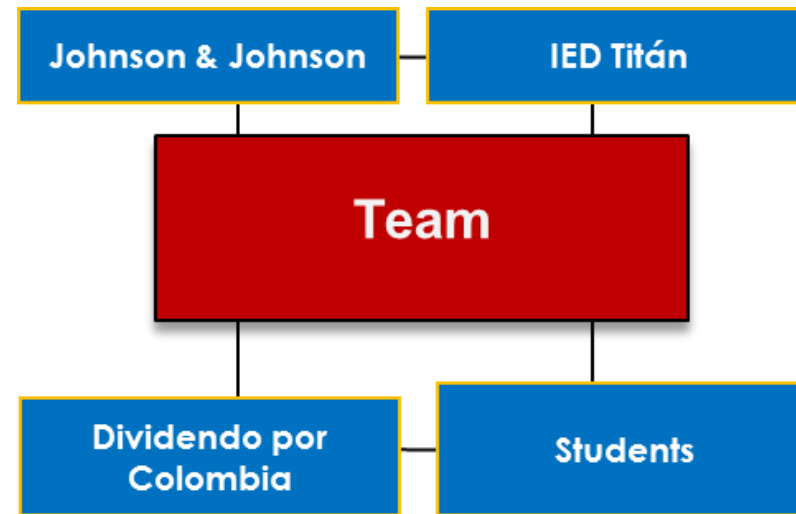 Johnson & Johnson
IED Titán
Team
Dividendo por
Colombia
Students